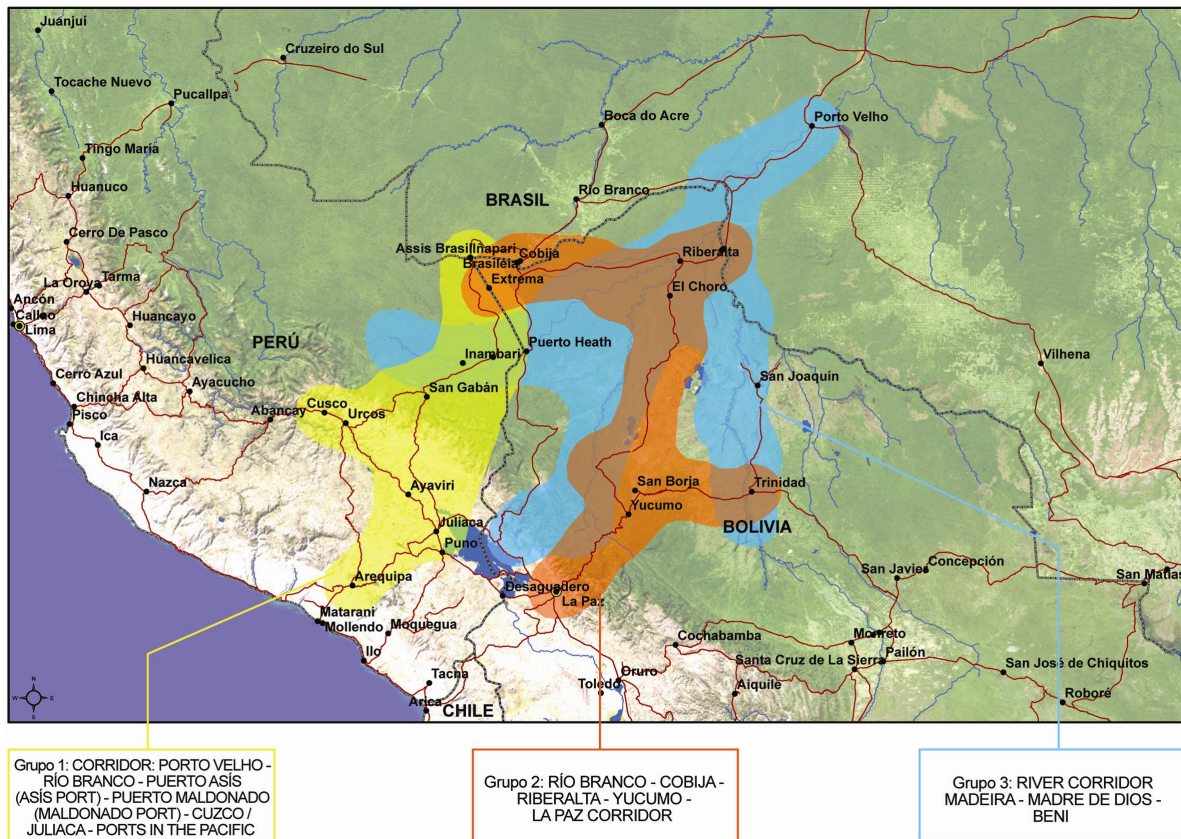 Juanjuí
Cruzeiro do Sul
Tocache Nuevo
Pucallpa
Boca do Acre
Porto Velho
Tingo María
Huanuco
Río Branco
BRASIL
Cerro De Pasco
Assis Brasil
Iñapari
Cobija
Riberalta
Brasiléia
Tarma
La Oroya
Extrema
El Choro
Ancón
Callao
Lima
Huancayo
PERÚ
Puerto Heath
Huancavelica
Inambari
Vilhena
Cerro Azul
San Joaquín
Ayacucho
San Gabán
Chincha Alta
Cusco
Abancay
Urcos
Pisco
Ica
San Borja
Trinidad
Nazca
Ayaviri
Yucumo
BOLIVIA
Juliaca
Puno
Concepción
San Javier
San Matias
Arequipa
Desaguadero
La Paz
Matarani
Mollendo
Moquegua
Cochabamba
Ilo
Pailón
Santa Cruz de La Sierra
San José de Chiquitos
Tacna
Oruro
Toledo
Aiquile
Roboré
Arica
CHILE
N
W
E
S
Grupo 1: CORRIDOR: PORTO VELHO -
RÍO BRANCO - PUERTO ASÍS
(ASÍS PORT) - PUERTO MALDONADO
(MALDONADO PORT) - CUZCO /
JULIACA - PORTS IN THE PACIFIC
Grupo 2: RÍO BRANCO - COBIJA -
RIBERALTA - YUCUMO -
LA PAZ CORRIDOR
Grupo 3: RIVER CORRIDOR
MADEIRA - MADRE DE DIOS -
BENI